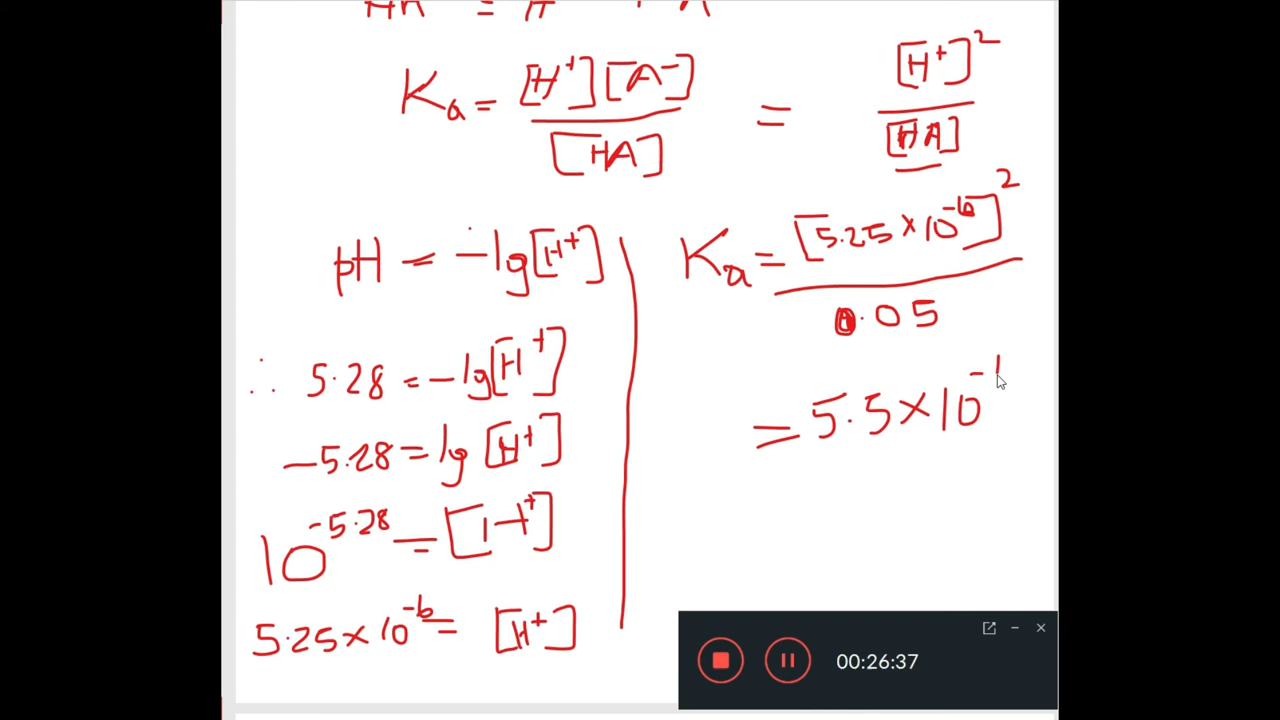 HA = H + A
Ka = [H⁺][A⁻] / [HA] = [H⁺]² / [HA]
pH = -lg[H⁺]
∴ 5.28 = -lg[H⁺]
-5.28 = lg[H⁺]
10^-5.28 = [H⁺]
5.25×10⁻⁶ = [H⁺]
Ka = [5.25×10⁻⁶]² / 0.05
= 5.5×10⁻¹
00:26:37